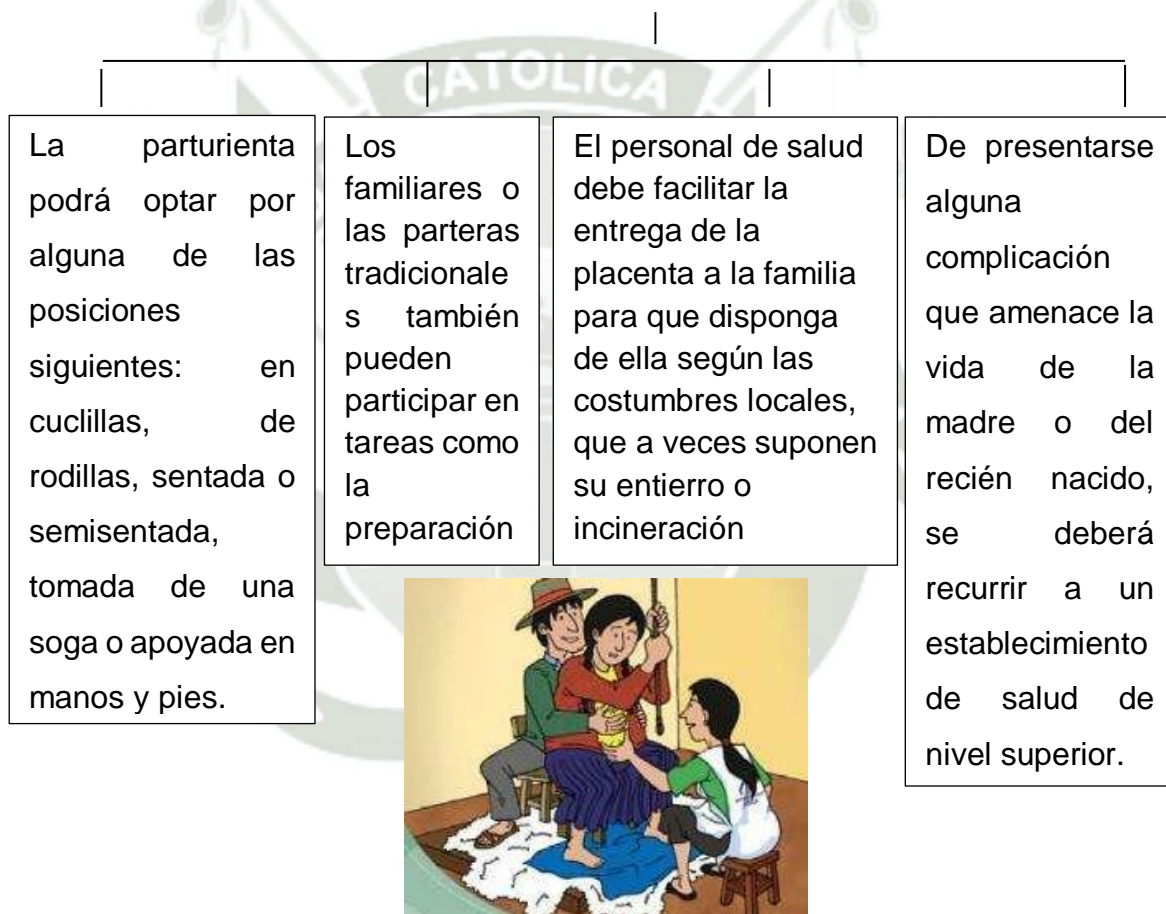 CATOLICA
La parturienta
podrá optar por
alguna de las
posiciones
siguientes: en
cuclillas, de
rodillas, sentada o
semisentada,
tomada de una
soga o apoyada en
manos y pies.
Los
familiares o
las parteras
tradicionale
s también
pueden
participar en
tareas como
la
preparación
El personal de salud
debe facilitar la
entrega de la
placenta a la familia
para que disponga
de ella según las
costumbres locales,
que a veces suponen
su entierro o
incineración
De presentarse
alguna
complicación
que amenace la
vida de la
madre o del
recién nacido,
se deberá
recurrir a un
establecimiento
de salud de
nivel superior.